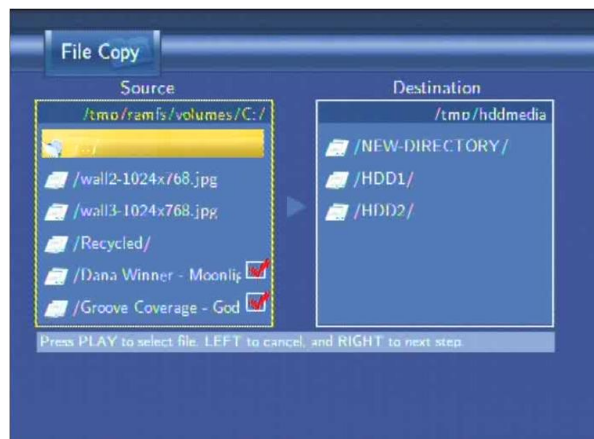 File Copy
Source
/tmp/ramfs/volumes/C:/
../
/wall2-1024x768.jpg
/wall3-1024x768.jpg
/Recycled/
/Dana Winner - Moonlig
/Groove Coverage - God
Destination
/tmp/hddmedia
/NEW-DIRECTORY/
/HDD1/
/HDD2/
Press PLAY to select file, LEFT to cancel, and RIGHT to next step.